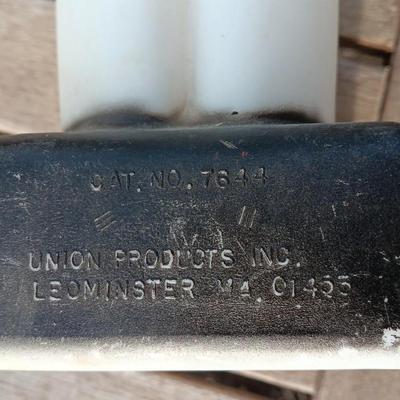 CAT. NO. 7644
UNION PRODUCTS INC.
LEOMINSTER MA. 01453